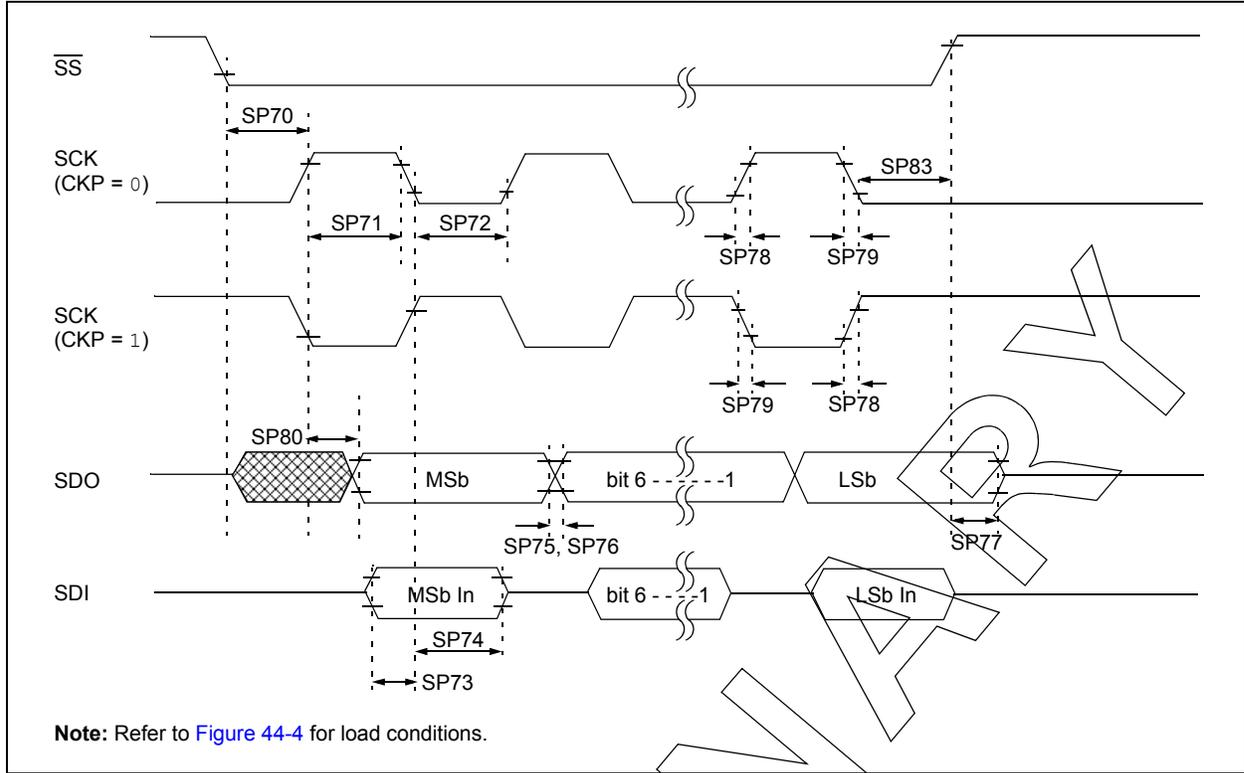 SS
SP70
SCK
(CKP = 0)
SP83
SP71
SP72
SP78
SP79
SCK
(CKP = 1)
SP79
SP78
SP80
SDO
MSb
bit 6 - - - - - -1
LSb
SP75, SP76
SP77
SDI
MSb In
bit 6 - - - -1
LSb In
SP74
SP73
Note: Refer to Figure 44-4 for load conditions.